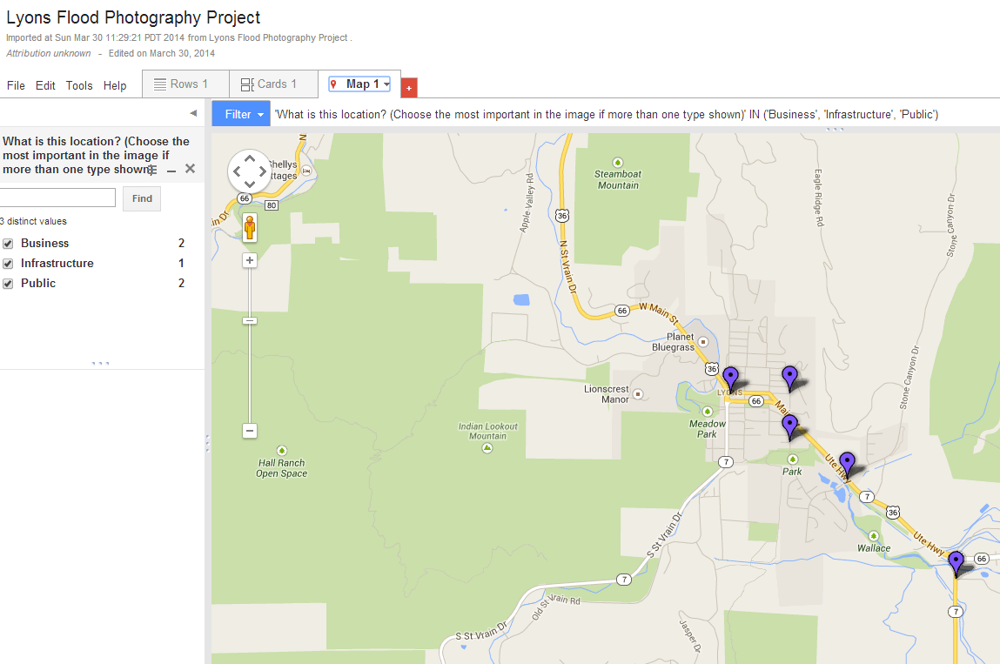 Lyons Flood Photography Project
Imported at Sun Mar 30 11:29:21 PDT 2014 from Lyons Flood Photography Project .
Attribution unknown - Edited on March 30, 2014
File Edit Tools Help
Rows 1
Cards 1
Map 1
+
Filter
'What is this location? (Choose the most important in the image if more than one type shown)' IN ('Business', 'Infrastructure', 'Public')
What is this location? (Choose the
most important in the image if
more than one type shown)
Find
3 distinct values
Business 2
Infrastructure 1
Public 2
N
Shellys
ttages
66
80
in Dr
Apple Valley Rd
36
N St Vrain Dr
Steamboat
Mountain
Eagle Ridge Rd
Stone Canyon Dr
66
W Main St
Planet
Bluegrass
36
LYONS
66
Main
Lionscrest
Manor
Meadow
Park
Stone Canyon Dr
Indian Lookout
Mountain
Hall Ranch
Open Space
7
Park
Ute Hwy
7
36
Wallace
Ute Hwy
66
S St Vrain Dr
7
Old St Vrain Rd
7
S St Vrain Dr
Jasper Dr